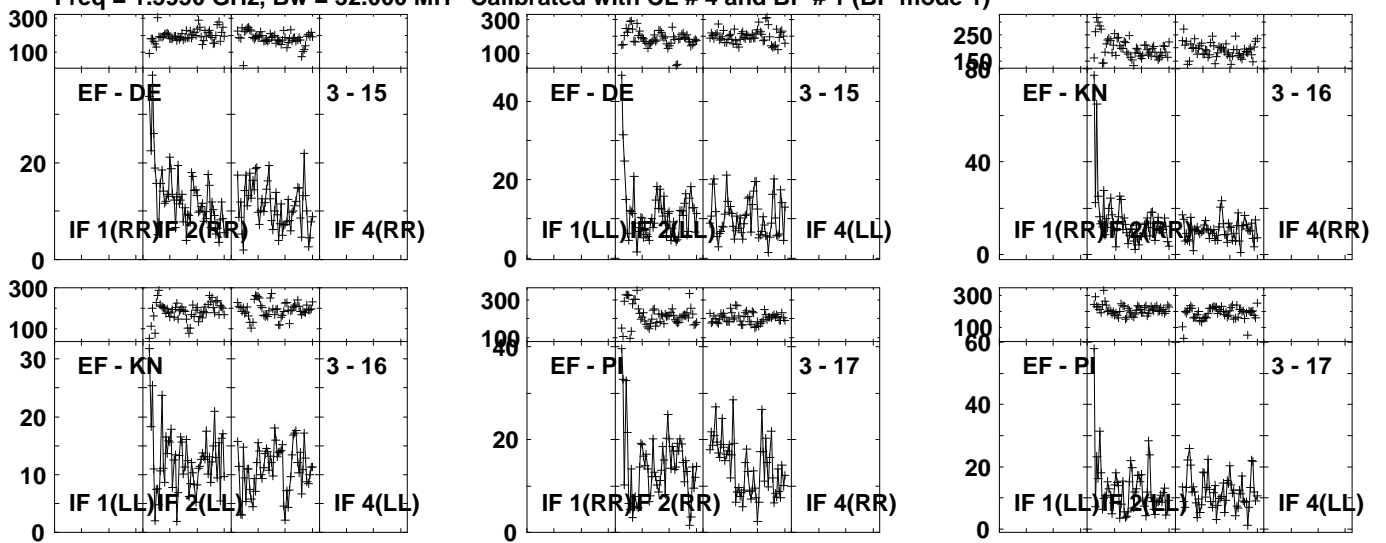 Freq = GHz, Bw = MH Calibrated with CL # 4 and BP # 1 (BP mode 1)
300
100
300
100
250
150
EF - DE 3 - 15
EF - DE 3 - 15
EF - KN 3 - 16
20
0
40
20
0
80
40
0
IF 1(RR) IF 2(RR) IF 4(RR)
IF 1(LL) IF 2(LL) IF 4(LL)
IF 1(RR) IF 2(RR) IF 4(RR)
300
100
300
100
300
100
EF - KN 3 - 16
EF - PI 3 - 17
EF - PI 3 - 17
30
20
10
0
40
20
0
60
40
20
0
IF 1(LL) IF 2(LL) IF 4(LL)
IF 1(RR) IF 2(RR) IF 4(RR)
IF 1(LL) IF 2(LL) IF 4(LL)